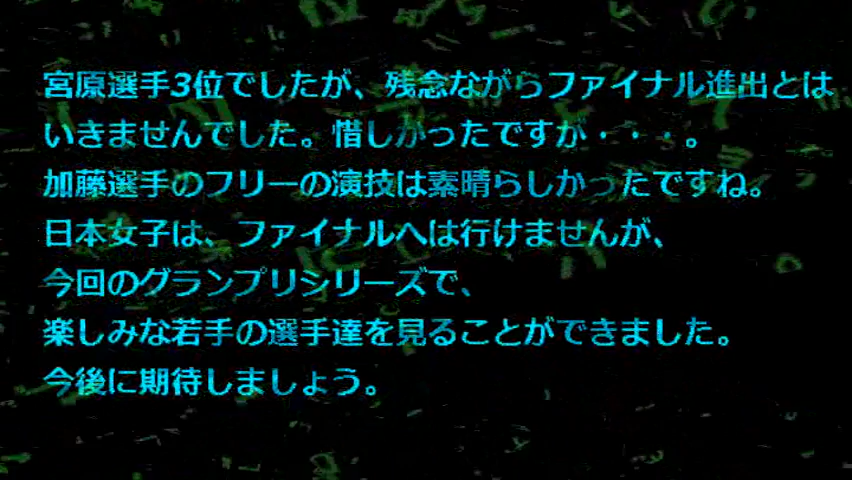 宮原選手3位でしたが、残念ながらファイナル進出とは
いきませんでした。惜しかったですが・・・。
加藤選手のフリーの演技は素晴らしかったですね。
日本女子は、ファイナルへは行けませんが、
今回のグランプリシリーズで、
楽しみな若手の選手達を見ることができました。
今後に期待しましょう。